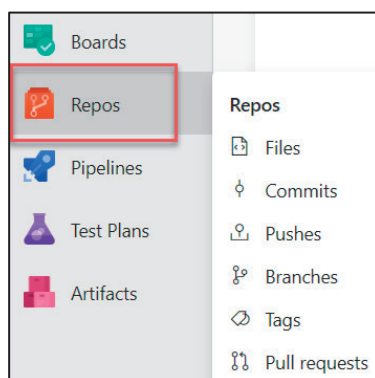 Boards
Repos
Pipelines
Test Plans
Artifacts
Repos
Files
Commits
Pushes
Branches
Tags
Pull requests